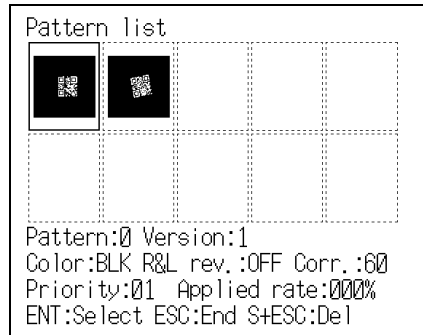 Pattern list
Pattern:0 Version:1
Color:BLK R&L rev.:OFF Corr.:60
Priority:01 Applied rate:000%
ENT:Select ESC:End S+ESC:Del